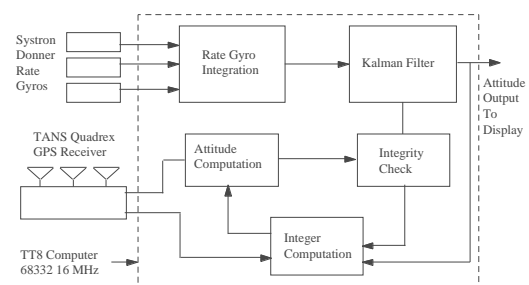 Systron
Donner
Rate
Gyros
Rate Gyro
Integration
Kalman Filter
Attitude
Output
To
Display
TANS Quadrex
GPS Receiver
Attitude
Computation
Integrity
Check
Integer
Computation
TT8 Computer
68332 16 MHz